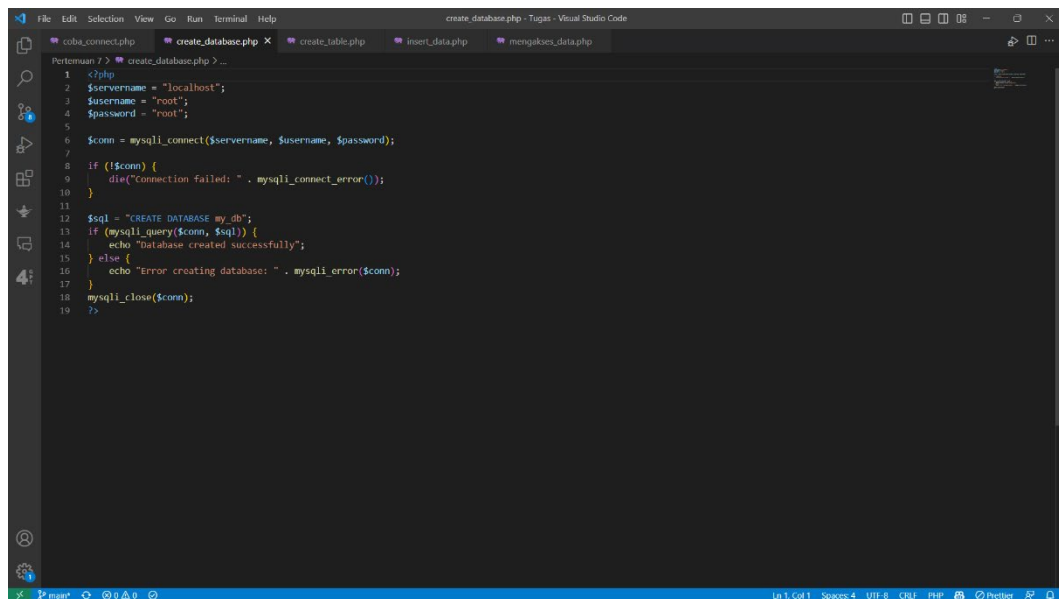 File Edit Selection View Go Run Terminal Help create_database.php - Tugas - Visual Studio Code
coba_connect.php create_database.php create_table.php insert_data.php mengakses_data.php
Pertemuan 7 > create_database.php > ...
1 <?php
2 $servername = "localhost";
3 $username = "root";
4 $password = "root";
5
6 $conn = mysqli_connect($servername, $username, $password);
7
8 if (!$conn) {
9 die("Connection failed: " . mysqli_connect_error());
10 }
11
12 $sql = "CREATE DATABASE my_db";
13 if (mysqli_query($conn, $sql)) {
14 echo "Database created successfully";
15 } else {
16 echo "Error creating database: " . mysqli_error($conn);
17 }
18 mysqli_close($conn);
19 ?>
main* 0 0 Ln 1, Col 1 Spaces: 4 UTF-8 CRLF PHP Prettier